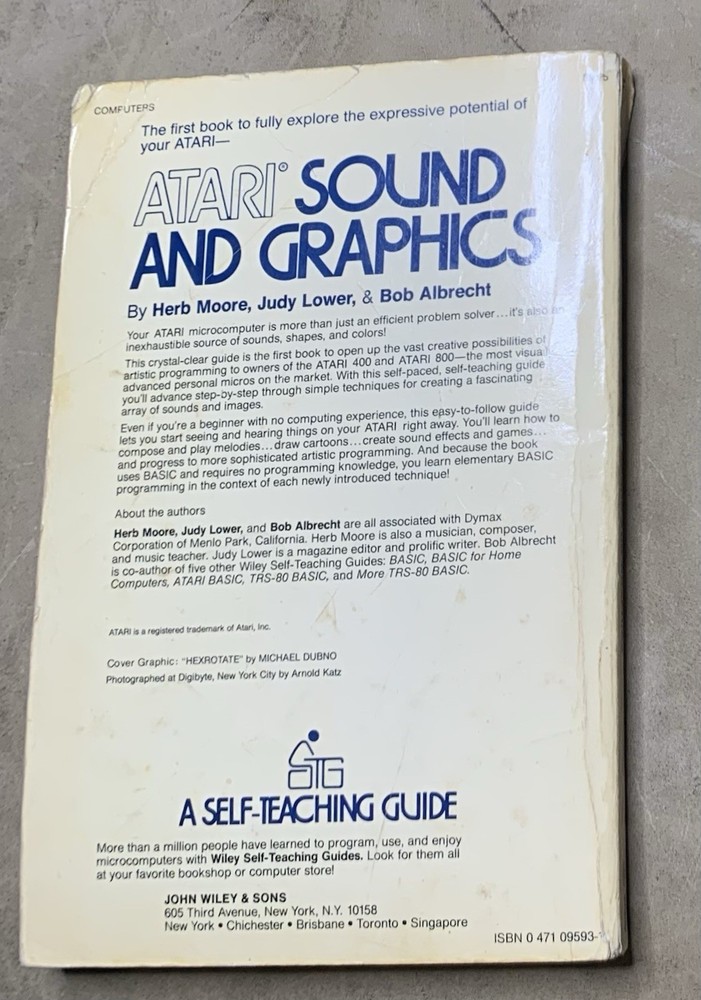 COMPUTERS
The first book to fully explore the expressive potential of
your ATARI—
ATARI® SOUND
AND GRAPHICS
By Herb Moore, Judy Lower, & Bob Albrecht
Your ATARI microcomputer is more than just an efficient problem solver...it's also an
inexhaustible source of sounds, shapes, and colors!
This crystal-clear guide is the first book to open up the vast creative possibilities of
artistic programming to owners of the ATARI 400 and ATARI 800—the most visual
advanced personal micros on the market. With this self-paced, self-teaching guide
you'll advance step-by-step through simple techniques for creating a fascinating
array of sounds and images.
Even if you're a beginner with no computing experience, this easy-to-follow guide
lets you start seeing and hearing things on your ATARI right away. You'll learn how to
compose and play melodies...draw cartoons...create sound effects and games...
and progress to more sophisticated artistic programming. And because the book
uses BASIC and requires no programming knowledge, you learn elementary BASIC
programming in the context of each newly introduced technique!
About the authors
Herb Moore, Judy Lower, and Bob Albrecht are all associated with Dymax
Corporation of Menlo Park, California. Herb Moore is also a musician, composer,
and music teacher. Judy Lower is a magazine editor and prolific writer. Bob Albrecht
is co-author of five other Wiley Self-Teaching Guides: BASIC, BASIC for Home
Computers, ATARI BASIC, TRS-80 BASIC, and More TRS-80 BASIC.
ATARI is a registered trademark of Atari, Inc.
Cover Graphic: "HEXROTATE" by MICHAEL DUBNO
Photographed at Digibyte, New York City by Arnold Katz
STG
A SELF-TEACHING GUIDE
More than a million people have learned to program, use, and enjoy
microcomputers with Wiley Self-Teaching Guides. Look for them all
at your favorite bookshop or computer store!
JOHN WILEY & SONS
605 Third Avenue, New York, N.Y. 10158
New York • Chichester • Brisbane • Toronto • Singapore
ISBN 0 471 09593-